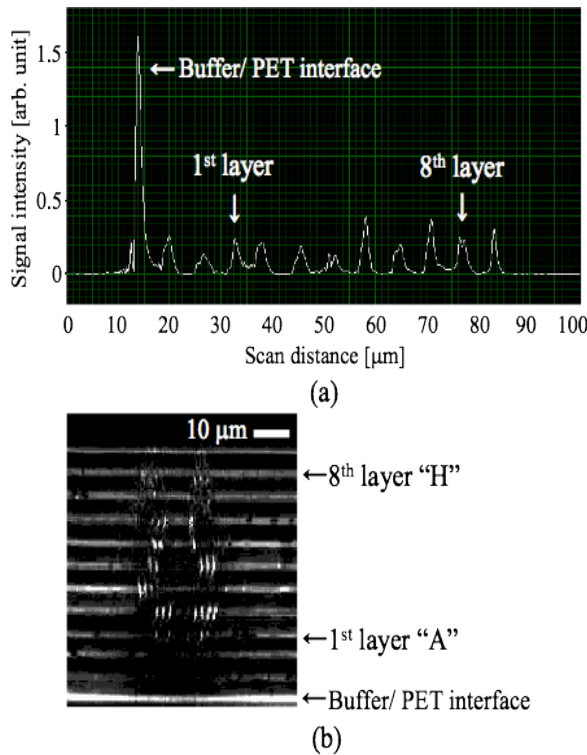 Signal intensity [arb. unit]
1.5
1
0.5
0
← Buffer/ PET interface
1st layer
8th layer
0 10 20 30 40 50 60 70 80 90 100
Scan distance [μm]
(a)
10 μm
←8th layer “H”
←1st layer “A”
←Buffer/ PET interface
(b)